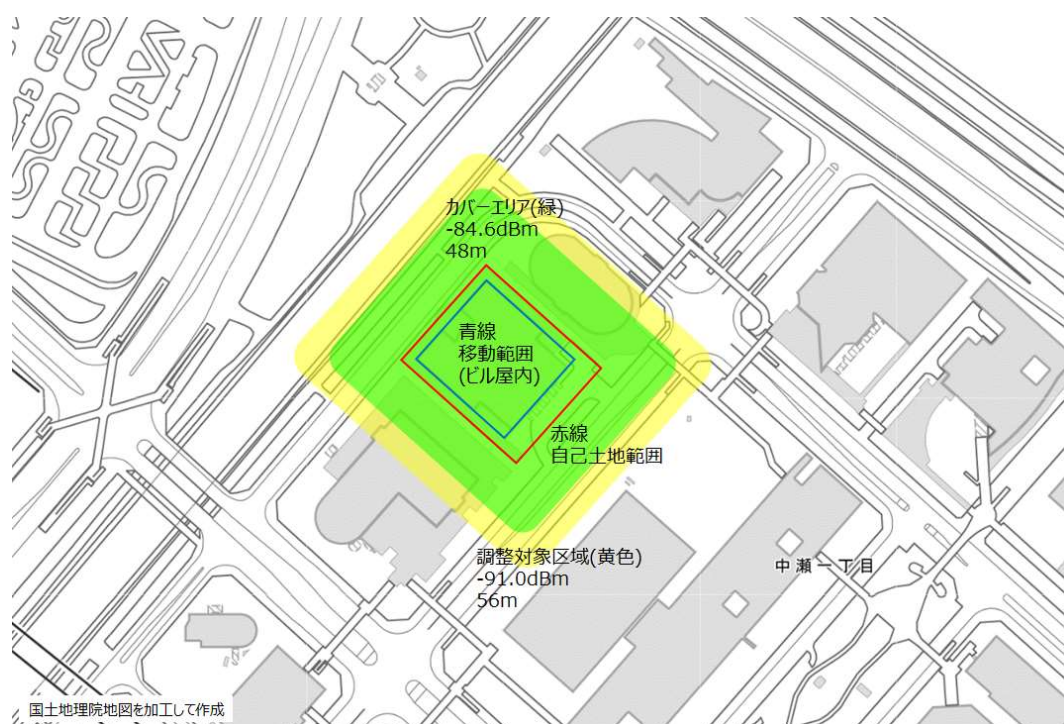 カバーエリア(緑)
-84.6dBm
48m
青線
移動範囲
(ビル屋内)
赤線
自己土地範囲
調整対象区域(黄色)
-91.0dBm
56m
中瀬一丁目
国土地理院地図を加工して作成